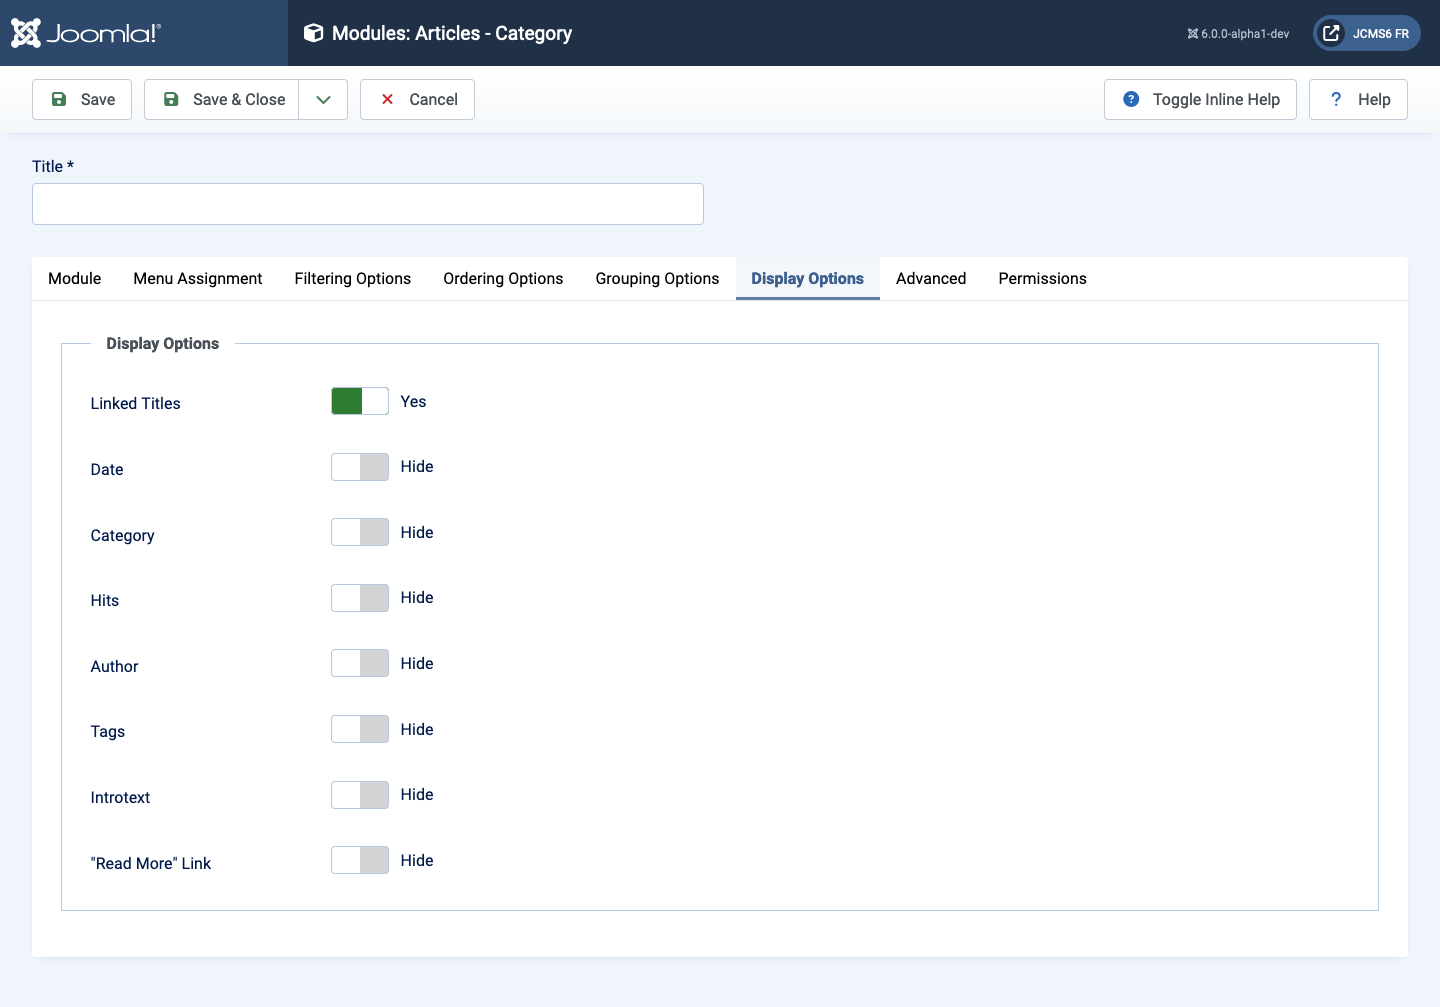 Joomla!®
Modules: Articles - Category
6.0.0-alpha1-dev
JCMS6 FR
Save
Save & Close
Cancel
Toggle Inline Help
? Help
Title *
Module
Menu Assignment
Filtering Options
Ordering Options
Grouping Options
Display Options
Advanced
Permissions
Display Options
Linked Titles Yes
Date Hide
Category Hide
Hits Hide
Author Hide
Tags Hide
Introtext Hide
"Read More" Link Hide